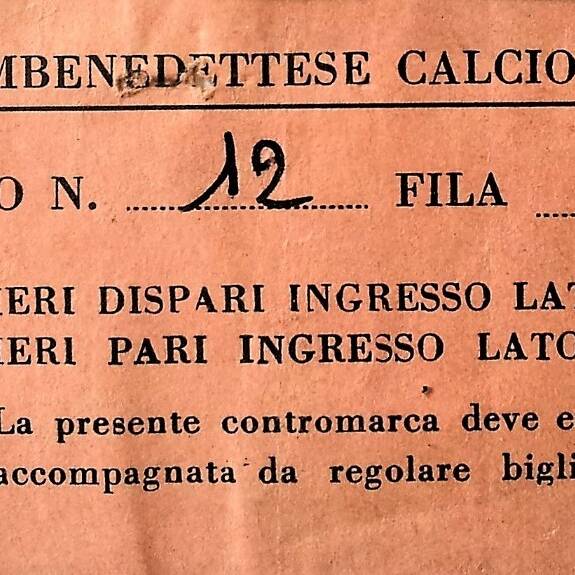 MBENEDETTESE CALCIO
O N. 12 FILA
IERI DISPARI INGRESSO LAT
IERI PARI INGRESSO LATO
La presente contromarca deve e
accompagnata da regolare bigli